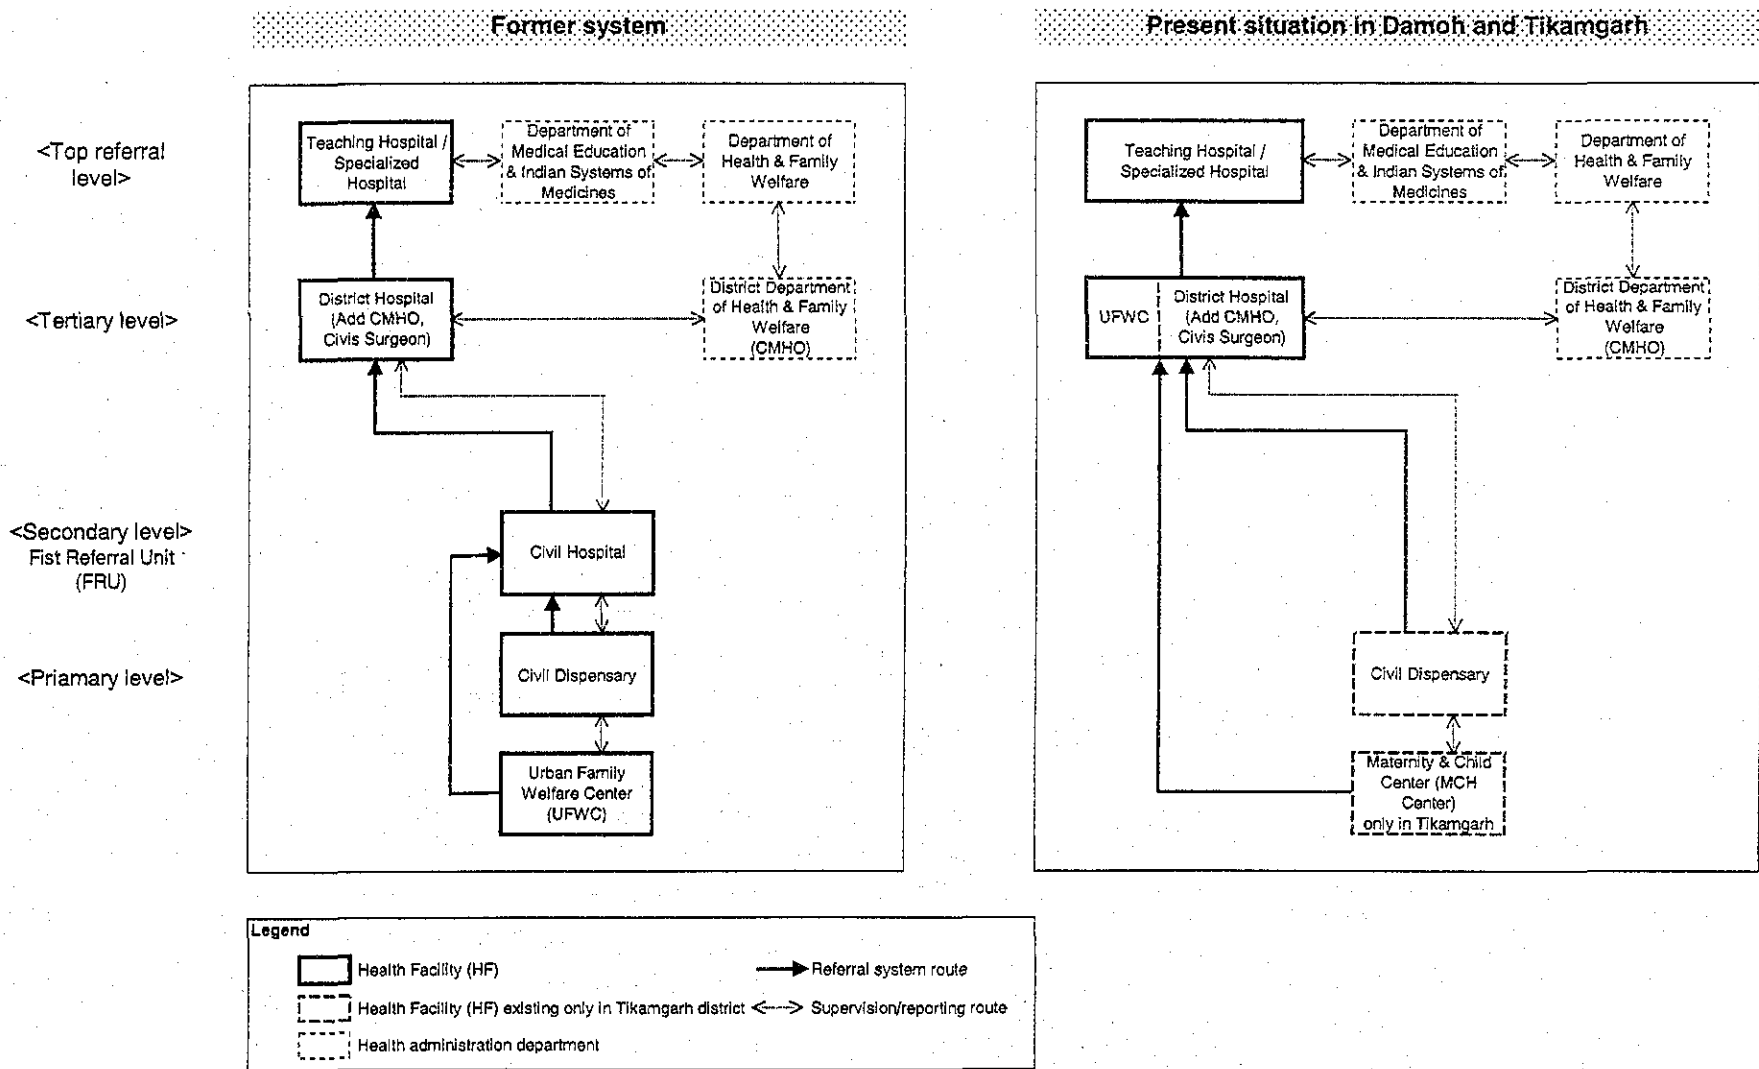 Former system
Present situation in Damoh and Tikamgarh
<Top referral
level>
Teaching Hospital /
Specialized
Hospital
Department of
Medical Education
& Indian Systems of
Medicines
Department of
Health & Family
Welfare
Teaching Hospital /
Specialized Hospital
Department of
Medical Education
& Indian Systems of
Medicines
Department of
Health & Family
Welfare
<Tertiary level>
District Hospital
(Add CMHO,
Civis Surgeon)
District Department
of Health & Family
Welfare
(CMHO)
UFWC
District Hospital
(Add CMHO,
Civis Surgeon)
District Department
of Health & Family
Welfare
(CMHO)
<Secondary level>
Fist Referral Unit
(FRU)
Civil Hospital
<Priamary level>
Civil Dispensary
Civil Dispensary
Urban Family
Welfare Center
(UFWC)
Maternity & Child
Center (MCH
Center)
only in Tikamgarh
Legend
Health Facility (HF)
Referral system route
Health Facility (HF) existing only in Tikamgarh district
Supervision/reporting route
Health administration department